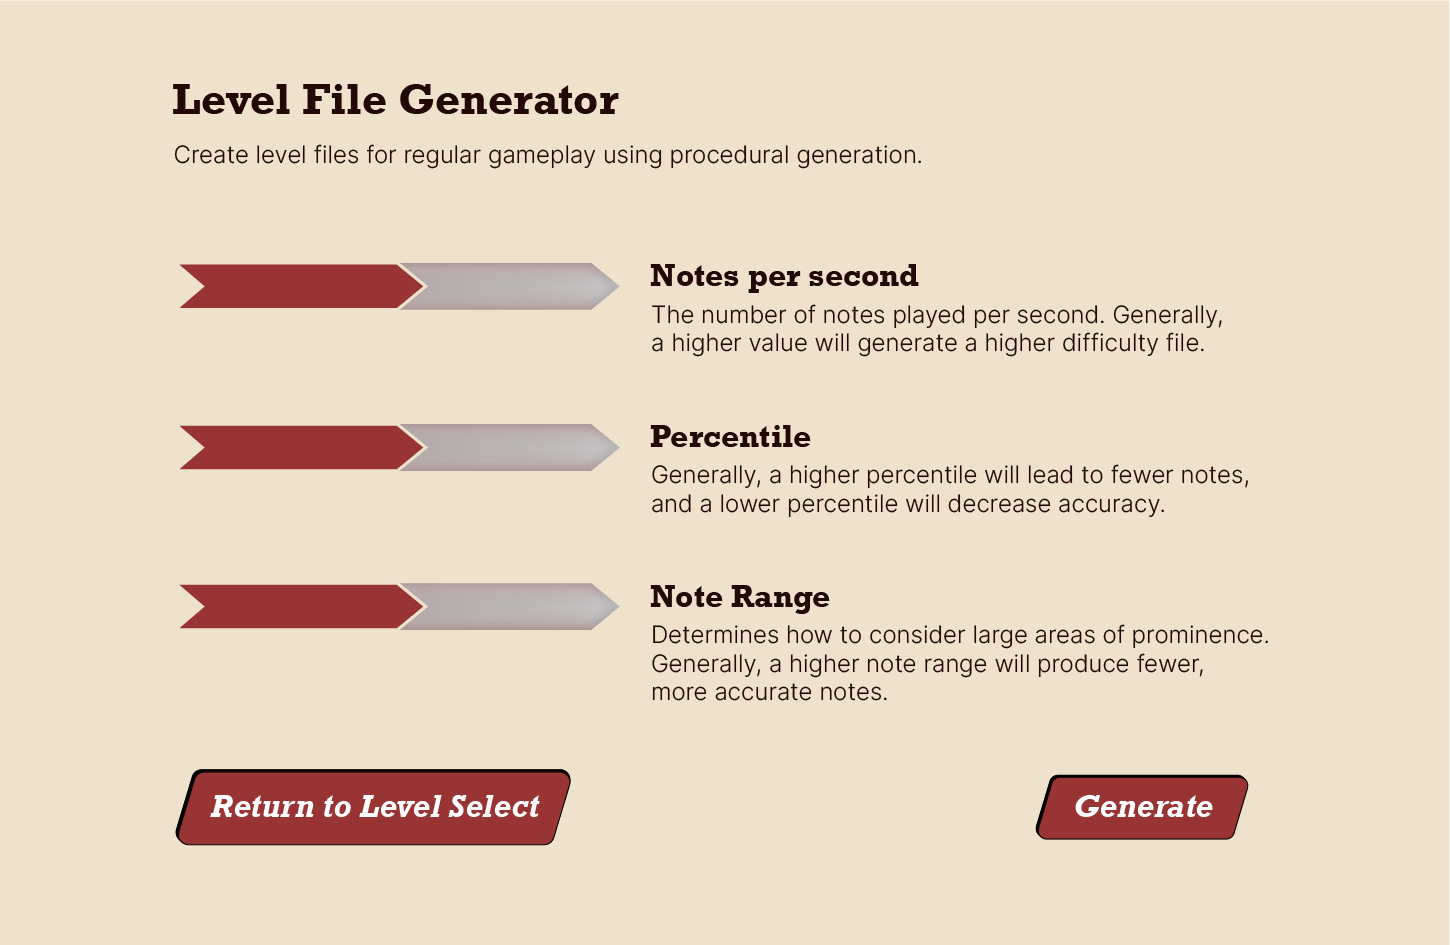 Level File Generator
Create level files for regular gameplay using procedural generation.
Notes per second
The number of notes played per second. Generally,
a higher value will generate a higher difficulty file.
Percentile
Generally, a higher percentile will lead to fewer notes,
and a lower percentile will decrease accuracy.
Note Range
Determines how to consider large areas of prominence.
Generally, a higher note range will produce fewer,
more accurate notes.
Return to Level Select
Generate